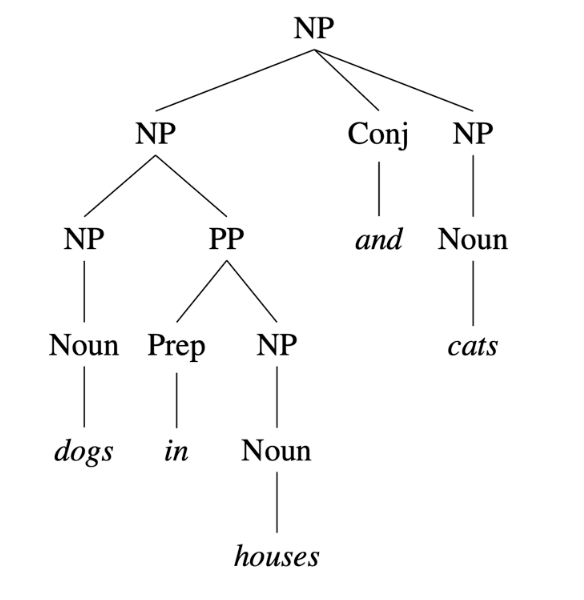 NP
NP Conj NP
NP PP and Noun
Noun Prep NP cats
dogs in Noun
houses